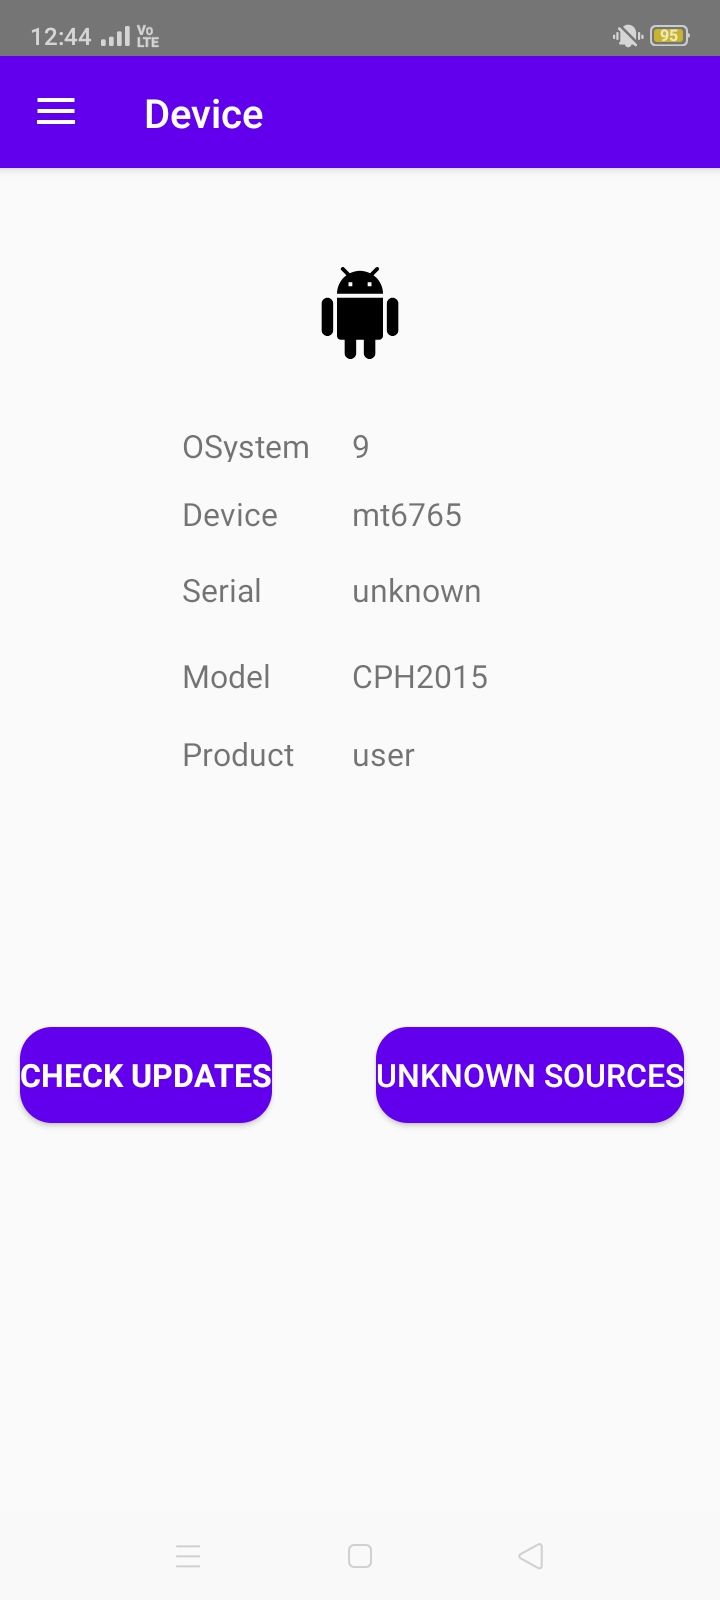 12:44 Vo LTE 95
Device
OSystem 9
Device mt6765
Serial unknown
Model CPH2015
Product user
CHECK UPDATES UNKNOWN SOURCES